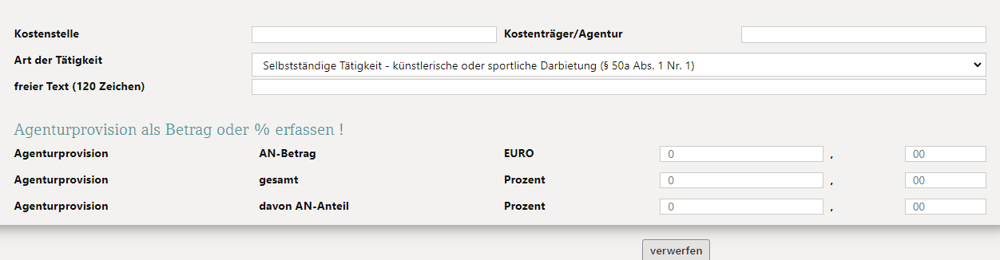 Kostenstelle Kostenträger/Agentur
Art der Tätigkeit Selbstständige Tätigkeit - künstlerische oder sportliche Darbietung (§ 50a Abs. 1 Nr. 1)
freier Text (120 Zeichen)
Agenturprovision als Betrag oder % erfassen !
Agenturprovision AN-Betrag EURO 0 , 00
Agenturprovision gesamt Prozent 0 , 00
Agenturprovision davon AN-Anteil Prozent 0 , 00
verwerfen